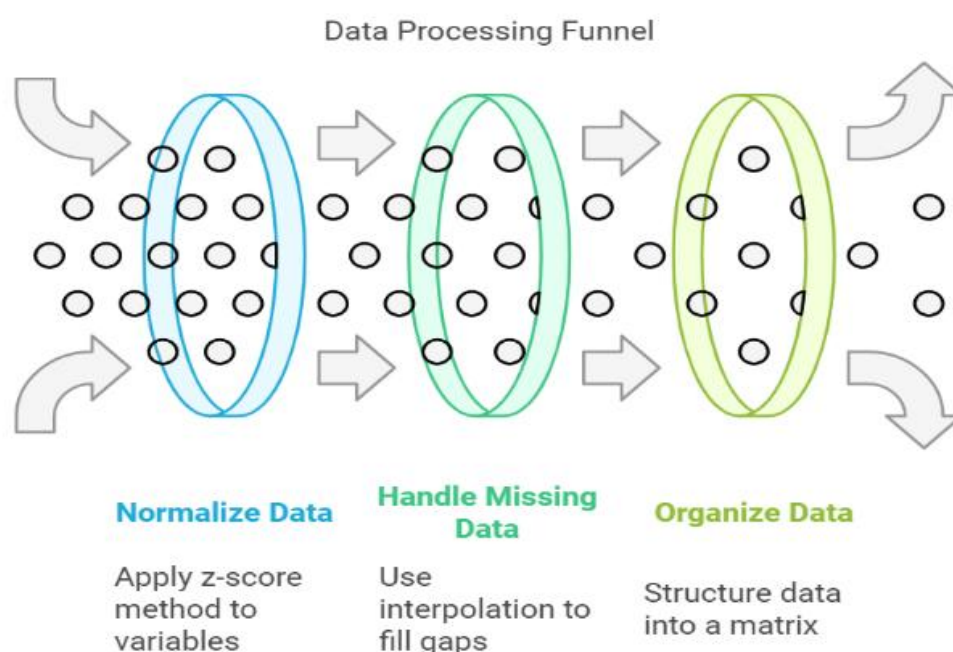 Data Processing Funnel
Normalize Data
Apply z-score
method to
variables
Handle Missing
Data
Use
interpolation to
fill gaps
Organize Data
Structure data
into a matrix